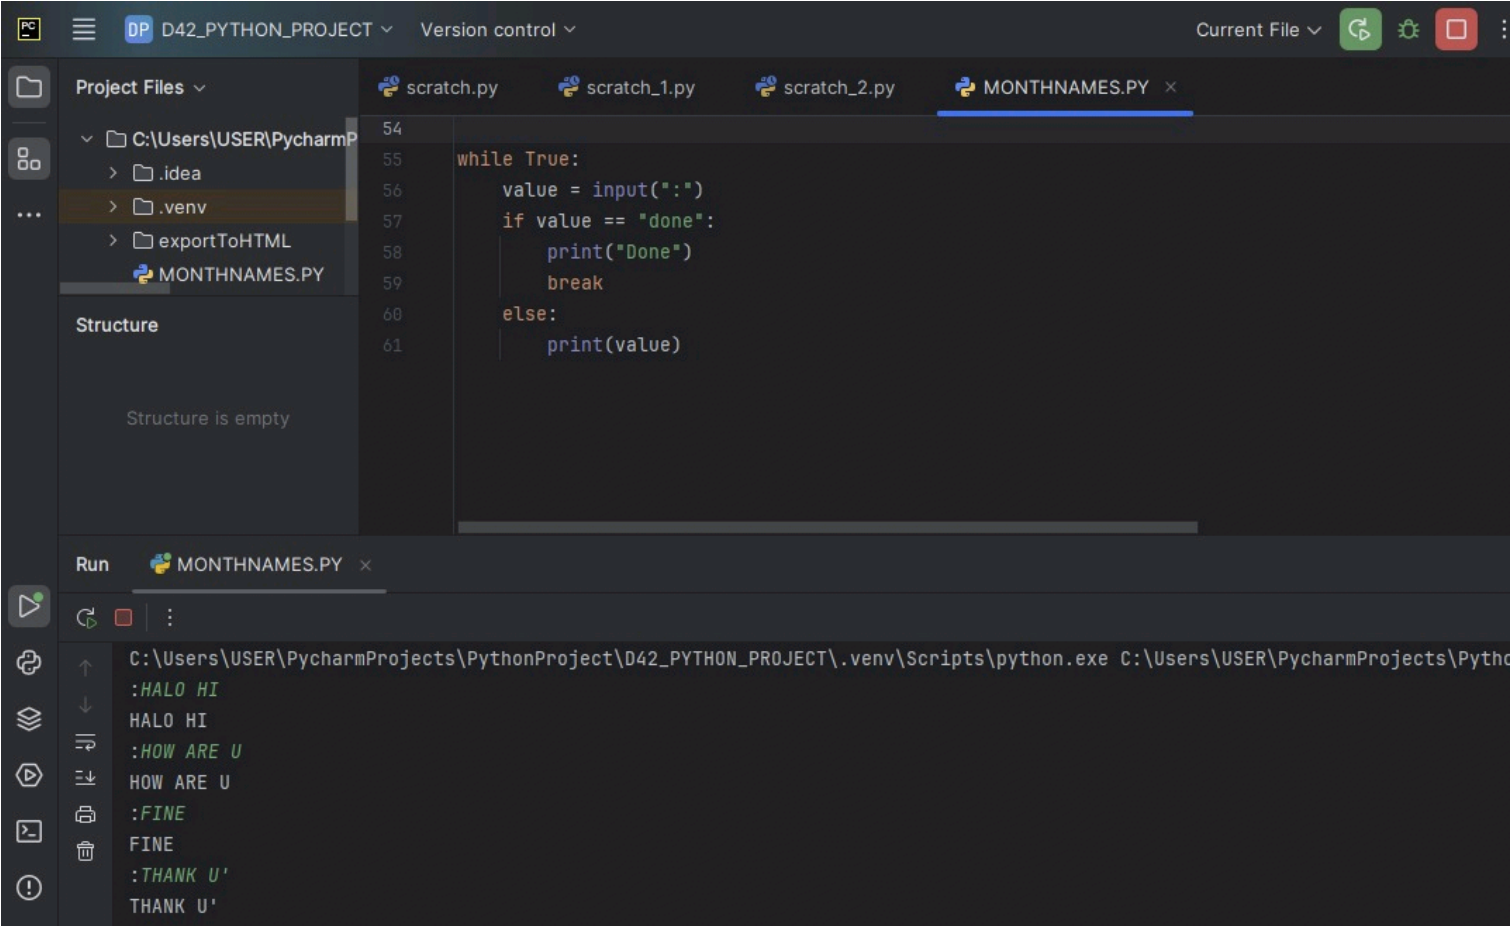 PC
DP D42_PYTHON_PROJECT Version control Current File
Project Files
C:\Users\USER\PycharmP
.idea
.venv
exportToHTML
MONTHNAMES.PY
Structure
Structure is empty
scratch.py scratch_1.py scratch_2.py MONTHNAMES.PY
54
55 while True:
56     value = input(":")
57     if value == "done":
58         print("Done")
59         break
60     else:
61         print(value)
Run MONTHNAMES.PY
C:\Users\USER\PycharmProjects\PythonProject\D42_PYTHON_PROJECT\.venv\Scripts\python.exe C:\Users\USER\PycharmProjects\Pytho
:HALO HI
HALO HI
:HOW ARE U
HOW ARE U
:FINE
FINE
:THANK U'
THANK U'